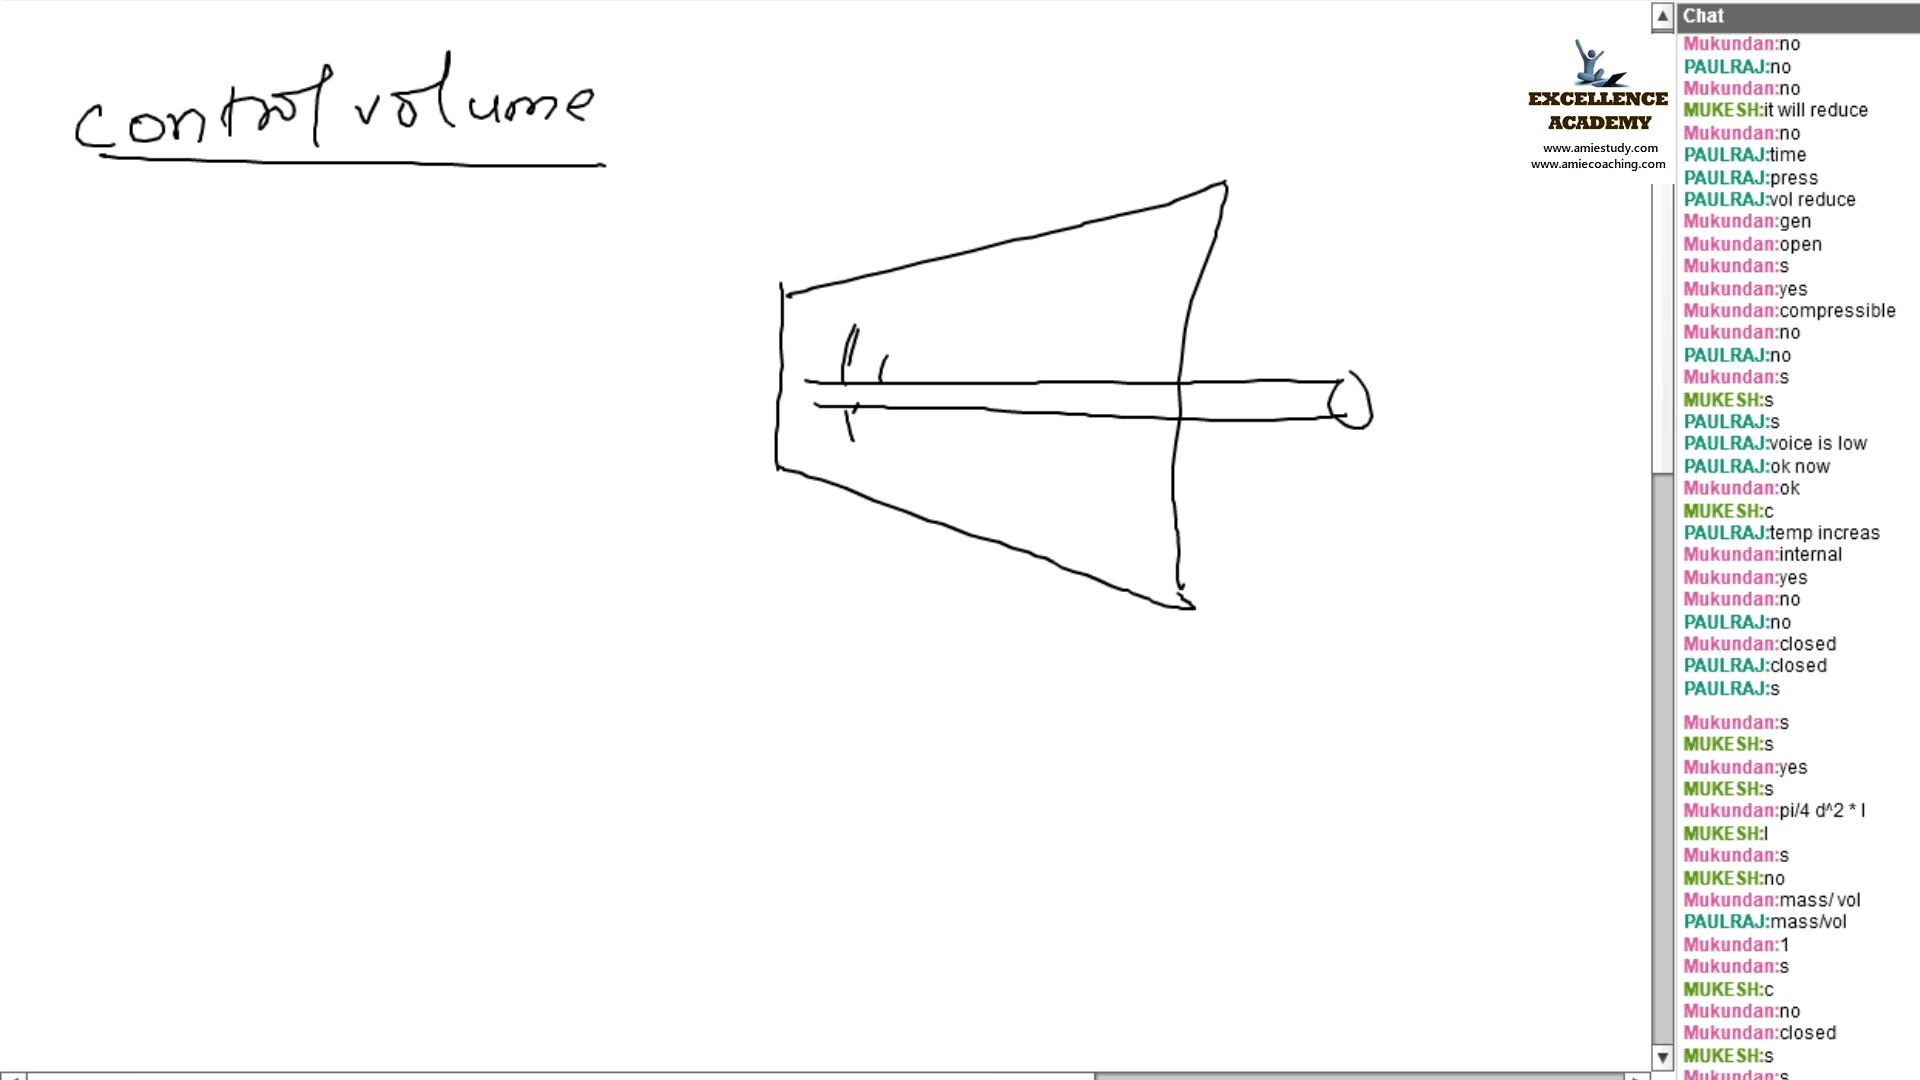 control volume
EXCELLENCE
ACADEMY
www.amiestudy.com
www.amiecoaching.com
Chat
Mukundan:no
PAULRAJ:no
Mukundan:no
MUKESH:it will reduce
Mukundan:no
PAULRAJ:time
PAULRAJ:press
PAULRAJ:vol reduce
Mukundan:gen
Mukundan:open
Mukundan:s
Mukundan:yes
Mukundan:compressible
Mukundan:no
PAULRAJ:no
Mukundan:s
MUKESH:s
PAULRAJ:s
PAULRAJ:voice is low
PAULRAJ:ok now
Mukundan:ok
MUKESH:c
PAULRAJ:temp increas
Mukundan:internal
Mukundan:yes
Mukundan:no
PAULRAJ:no
Mukundan:closed
PAULRAJ:closed
PAULRAJ:s
Mukundan:s
MUKESH:s
Mukundan:yes
MUKESH:s
Mukundan:pi/4 d^2 * l
MUKESH:l
Mukundan:s
MUKESH:no
Mukundan:mass/ vol
PAULRAJ:mass/vol
Mukundan:1
Mukundan:s
MUKESH:c
Mukundan:no
Mukundan:closed
MUKESH:s
Mukundan:s